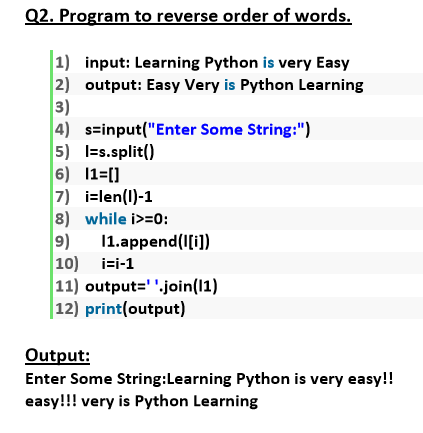 Q2. Program to reverse order of words.
1) input: Learning Python is very Easy
2) output: Easy Very is Python Learning
3)
4) s=input("Enter Some String:")
5) l=s.split()
6) l1=[]
7) i=len(l)-1
8) while i>=0:
9) l1.append(l[i])
10) i=i-1
11) output=' '.join(l1)
12) print(output)
Output:
Enter Some String:Learning Python is very easy!!
easy!!! very is Python Learning